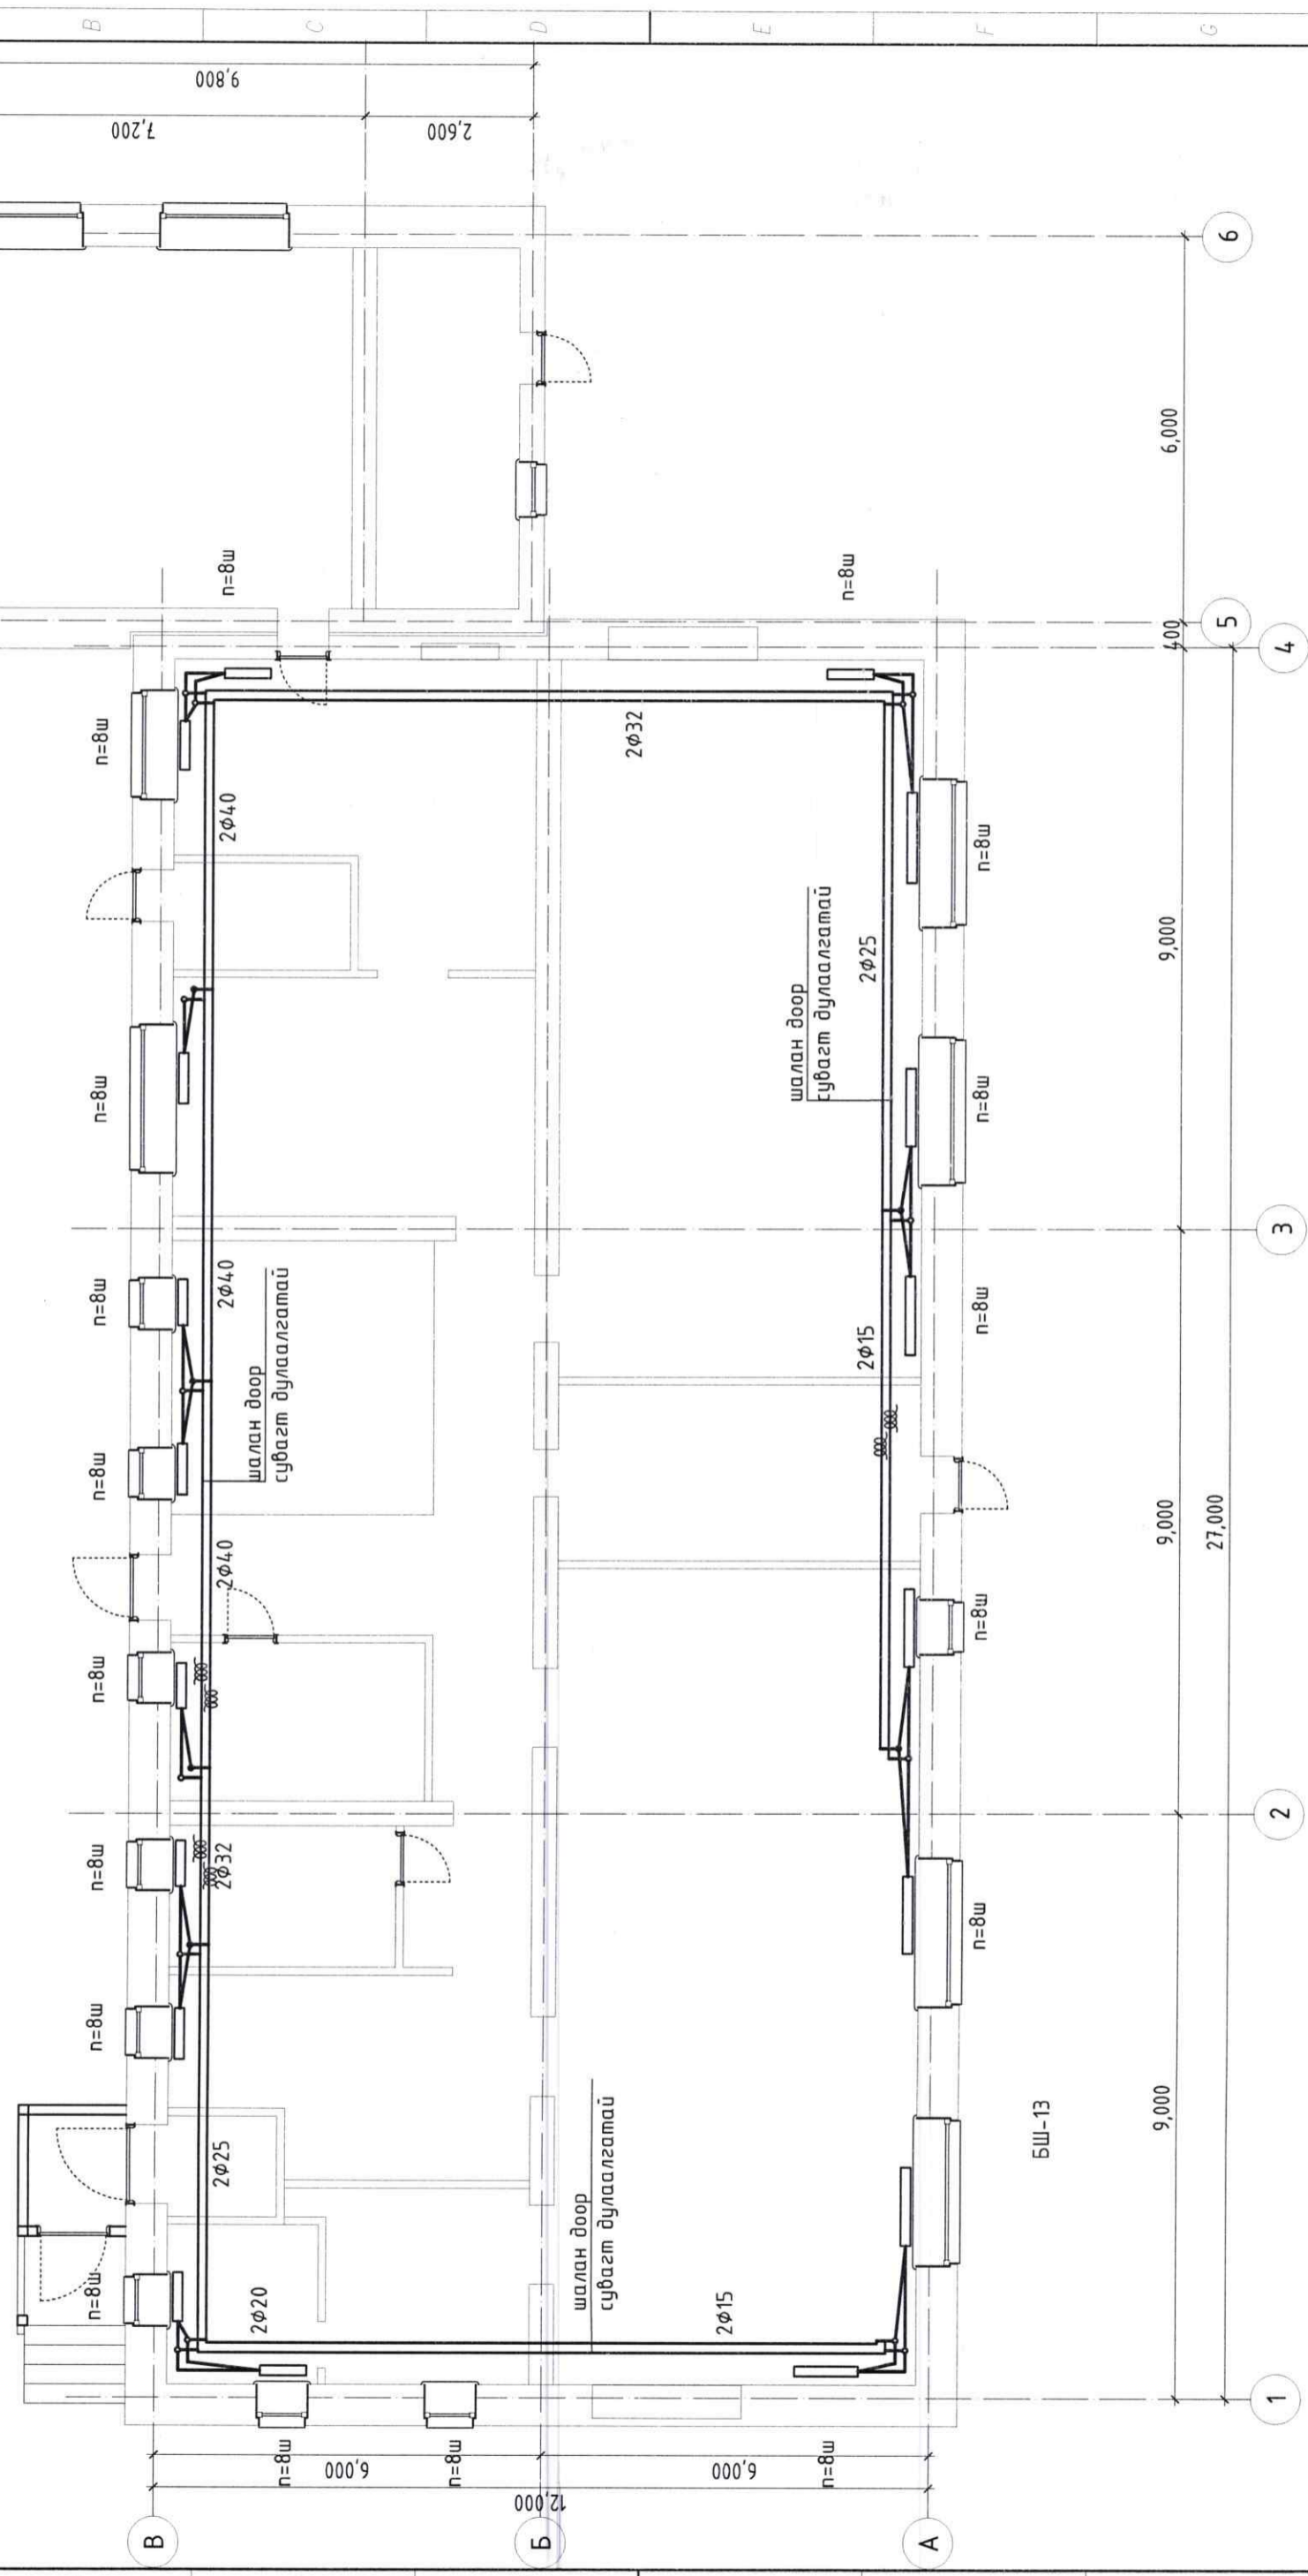 B
C
D
E
F
G
9,800
7,200
2,600
n=8ш
n=8ш
n=8ш
n=8ш
n=8ш
n=8ш
n=8ш
n=8ш
n=8ш
n=8ш
2ф25
2ф32
2ф40
2ф40
2ф40
шалан доор
сувагт дулаалгатай
2ф20
2ф32
шалан доор
сувагт дулаалгатай
шалан доор
сувагт дулаалгатай
2ф15
2ф15
2ф25
n=8ш
n=8ш
n=8ш
n=8ш
n=8ш
n=8ш
n=8ш
n=8ш
БШ-13
6,000
6,000
12,000
9,000
9,000
9,000
400
6,000
27,000
В
Б
А
1
2
3
4
5
6